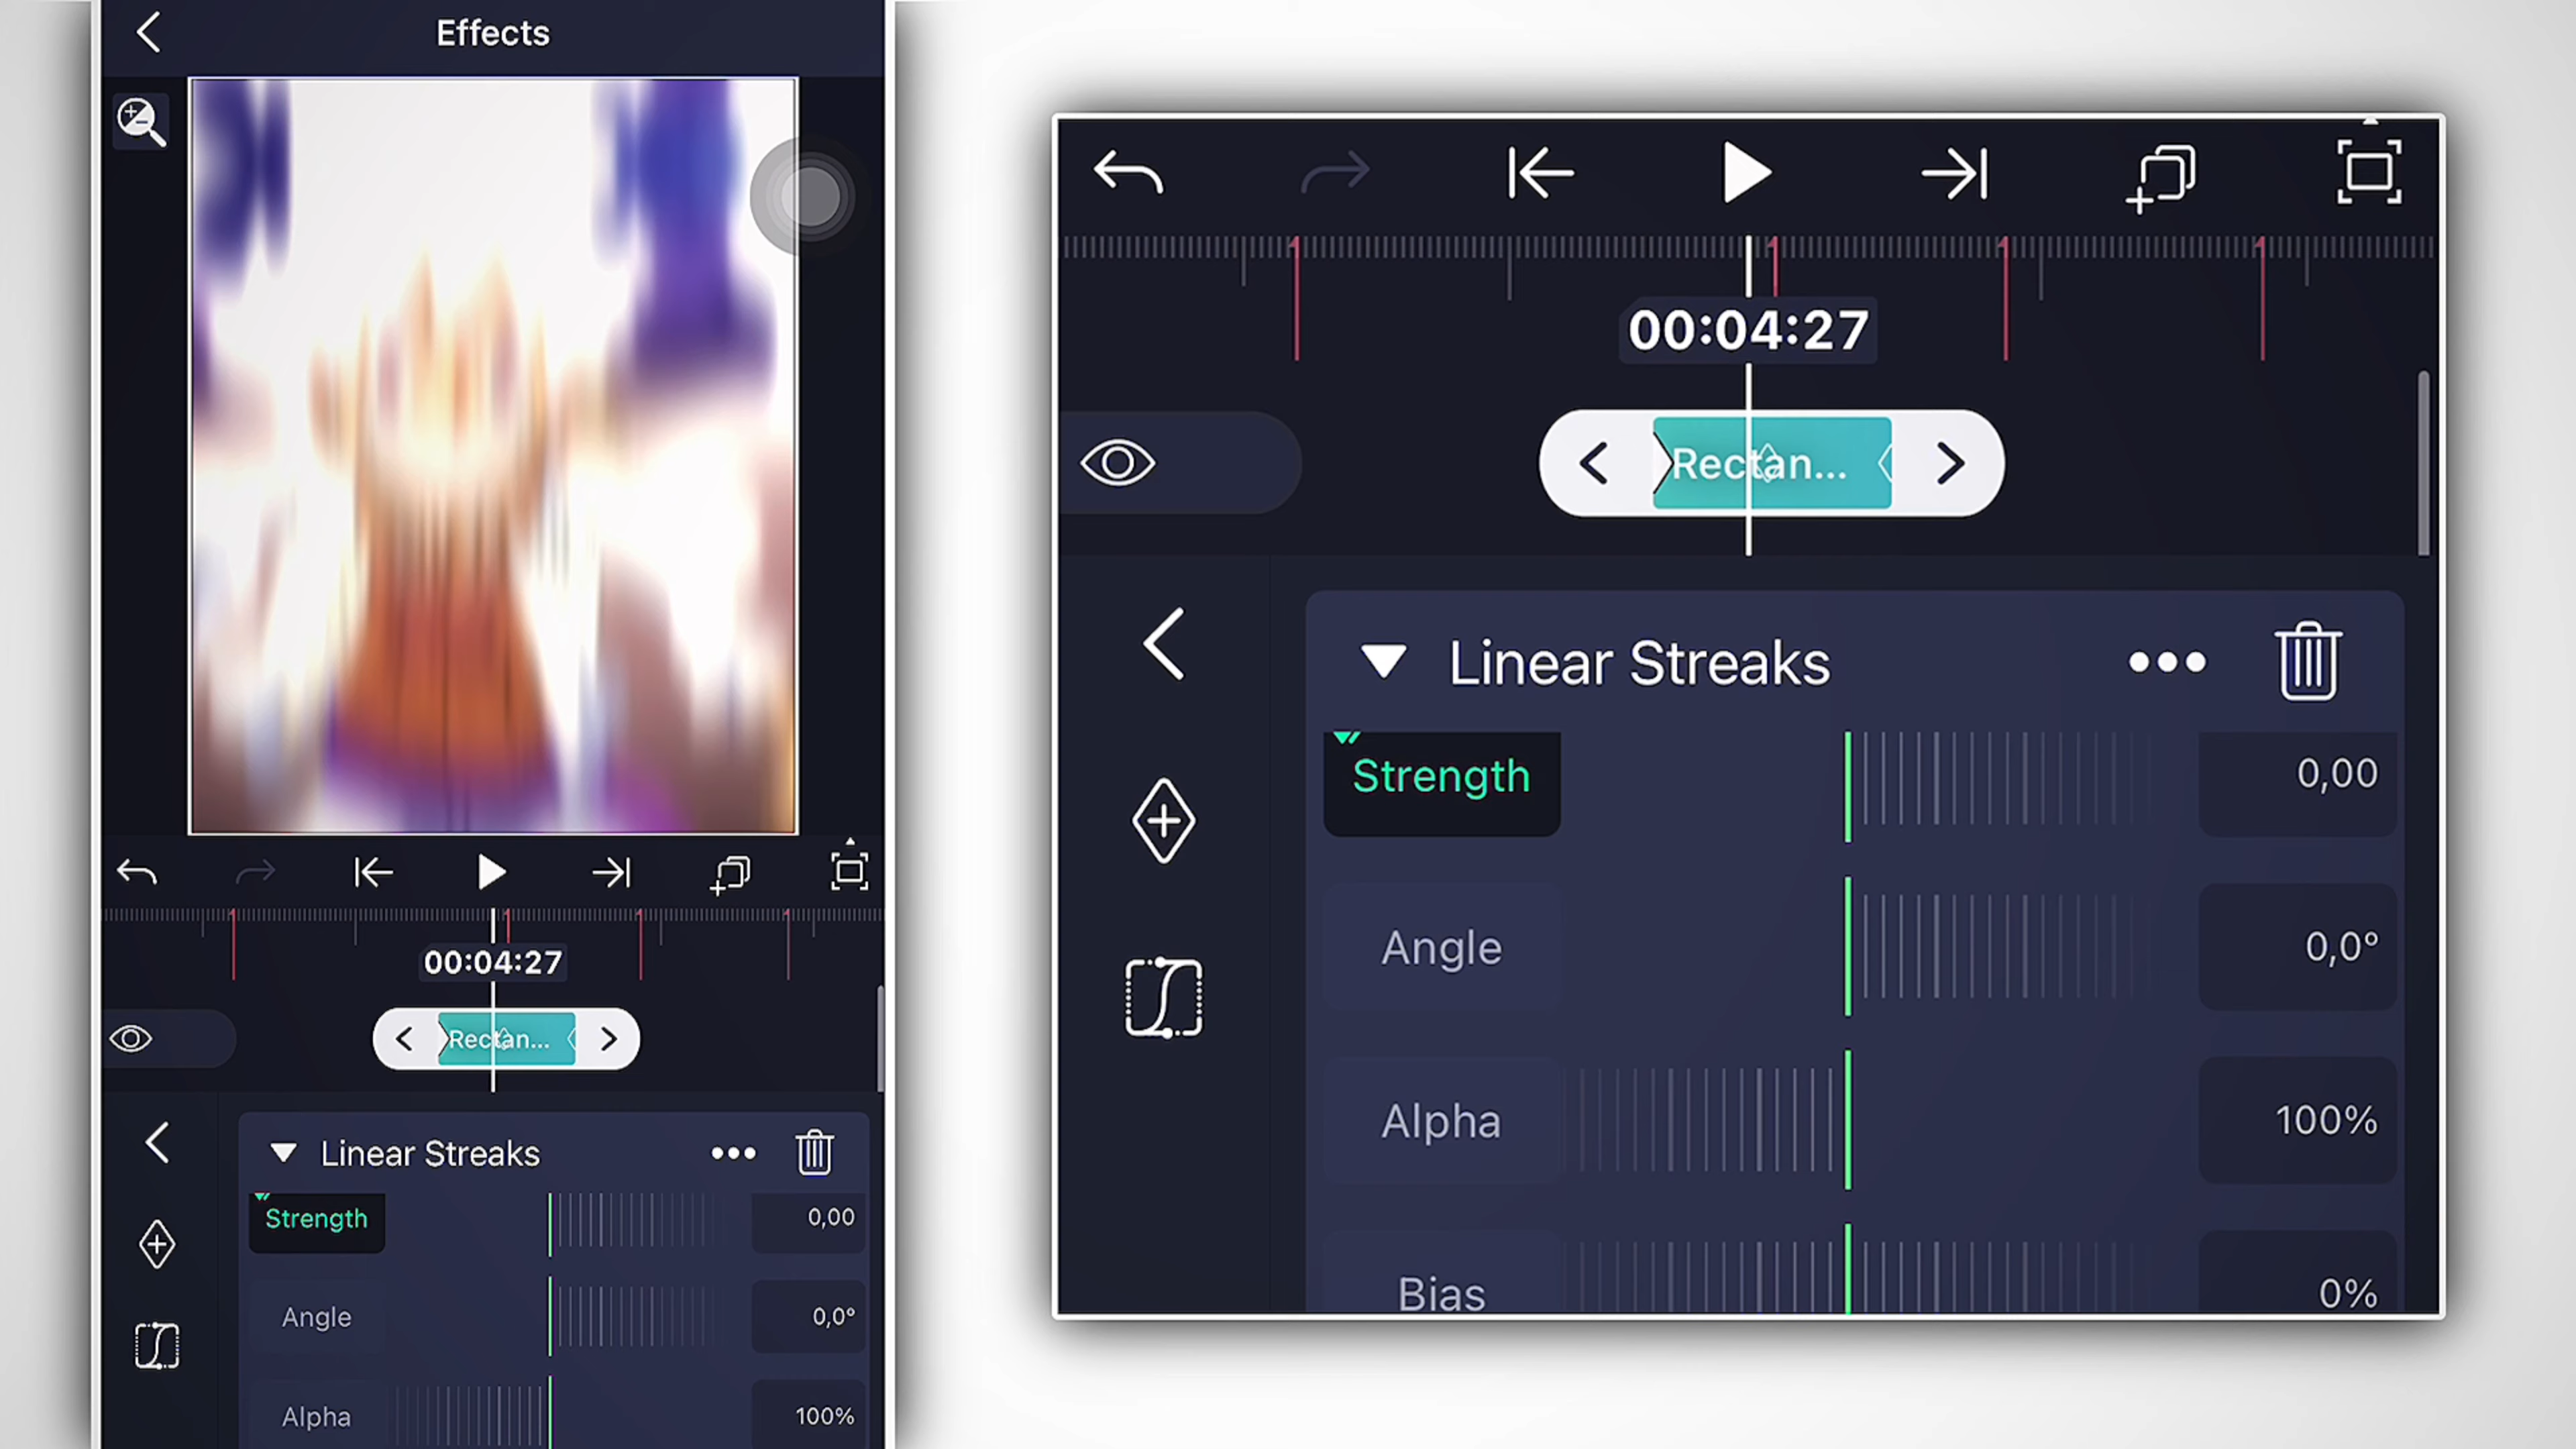 Effects
00:04:27
Rectan...
Linear Streaks
Strength
0,00
Angle
0,0°
Alpha
100%
00:04:27
Rectan...
Linear Streaks
Strength
0,00
Angle
0,0°
Alpha
100%
Bias
0%